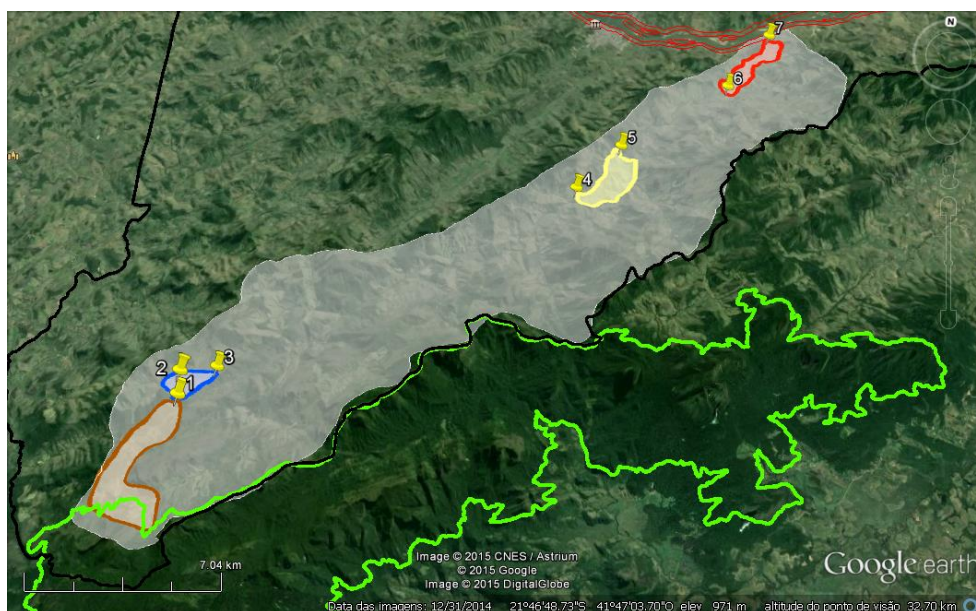 N
7
6
5
4
3
2
1
7.04 km
Image © 2015 CNES / Astrium
© 2015 Google
Image © 2015 DigitalGlobe
Google earth
Data das imagens: 12/31/2014 21°46'48.73"S 41°47'03.70"O elev 971 m altitude do ponto de visão 32.70 km